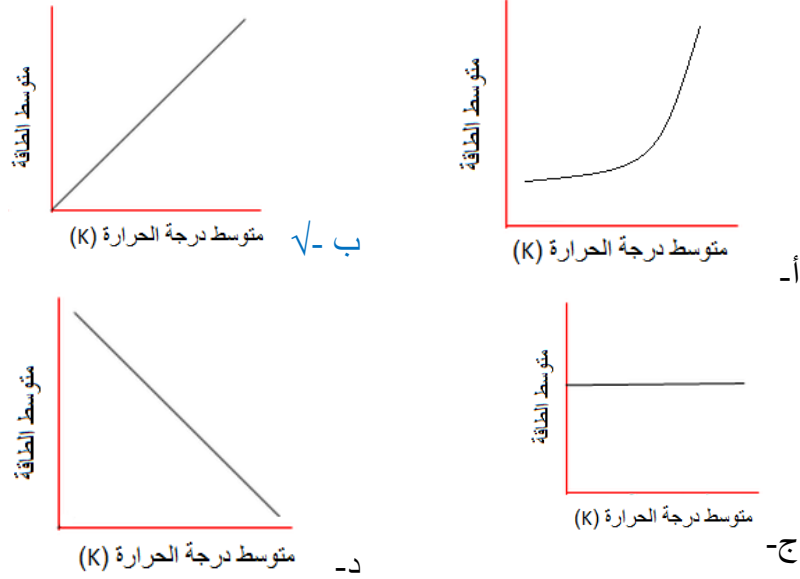 متوسط الطاقة
متوسط درجة الحرارة (K)
أ-
متوسط الطاقة
متوسط درجة الحرارة (K)
ب -√
متوسط الطاقة
متوسط درجة الحرارة (K)
ج-
متوسط الطاقة
متوسط درجة الحرارة (K)
د-